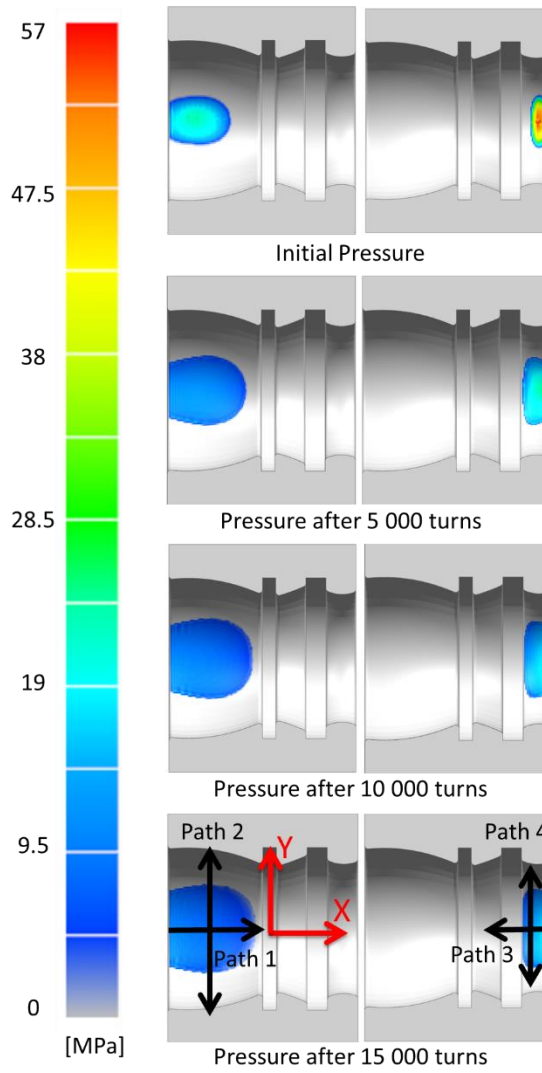 57
47.5
38
28.5
19
9.5
0
[MPa]
Initial Pressure
Pressure after 5 000 turns
Pressure after 10 000 turns
Path 2
Y
X
Path 1
Path 4
Path 3
Pressure after 15 000 turns